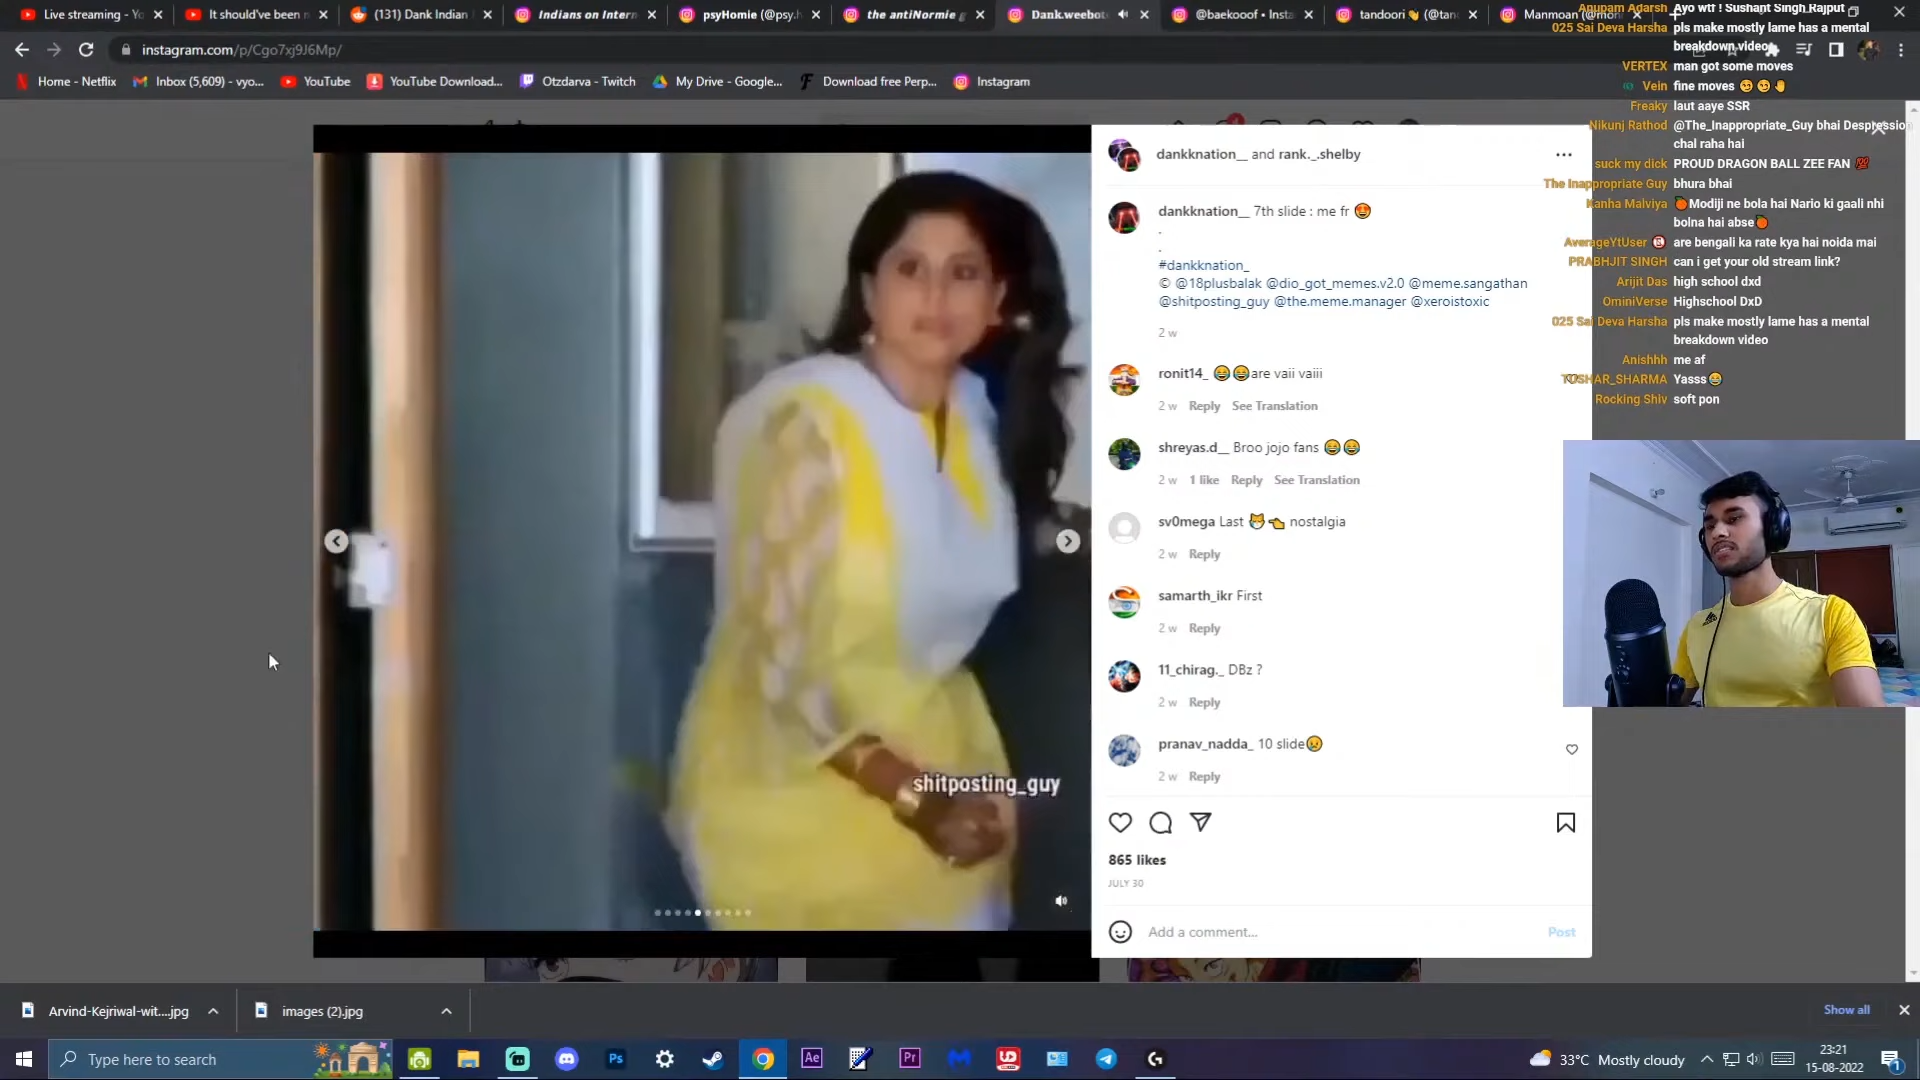 Live streaming - Yo
It should've been n
(131) Dank Indian
Indians on Intern
psyHomie (@psy.h
the antiNormie
Dank.weebot
@baekooof • Insta
tandoori (@tan
Manmoan (@mon
instagram.com/p/Cgo7xj9J6Mp/
Home - Netflix
Inbox (5,609) - vyo...
YouTube
YouTube Download...
Otzdarva - Twitch
My Drive - Google...
Download free Perp...
Instagram
Anupam Adarsh Ayo wtf ! Sushant Singh Rajput
025 Sai Deva Harsha pls make mostly lame has a mental
breakdown video
VERTEX man got some moves
Vein fine moves 😏😏🤚
Freaky laut aaye SSR
Nikunj Rathod @The_Inappropriate_Guy bhai Despression
chal raha hai
suck my dick PROUD DRAGON BALL ZEE FAN 💯
The Inappropriate Guy bhura bhai
Kanha Malviya 🍊Modiji ne bola hai Nario ki gaali nhi
bolna hai abse🍊
AverageYtUser are bengali ka rate kya hai noida mai
PRABHJIT SINGH can i get your old stream link?
Arijit Das high school dxd
OminiVerse Highschool DxD
025 Sai Deva Harsha pls make mostly lame has a mental
breakdown video
Anishhh me af
TUSHAR_SHARMA Yasss😂
Rocking Shiv soft pon
dankknation__ and rank._.shelby
dankknation__ 7th slide : me fr 🤩
.
.
#dankknation_
© @18plusbalak @dio_got_memes.v2.0 @meme.sangathan
@shitposting_guy @the.meme.manager @xeroistoxic
2 w
ronit14_ 😂😂are vaii vaiii
2 w Reply See Translation
shreyas.d__ Broo jojo fans 😂😂
2 w 1 like Reply See Translation
sv0mega Last 😹👈 nostalgia
2 w Reply
samarth_ikr First
2 w Reply
11_chirag._ DBz ?
2 w Reply
pranav_nadda_ 10 slide😢
2 w Reply
865 likes
JULY 30
Add a comment...
Post
shitposting_guy
Arvind-Kejriwal-wit....jpg
images (2).jpg
Show all
Type here to search
Ps
Ae
Pr
33°C Mostly cloudy
23:21
15-08-2022